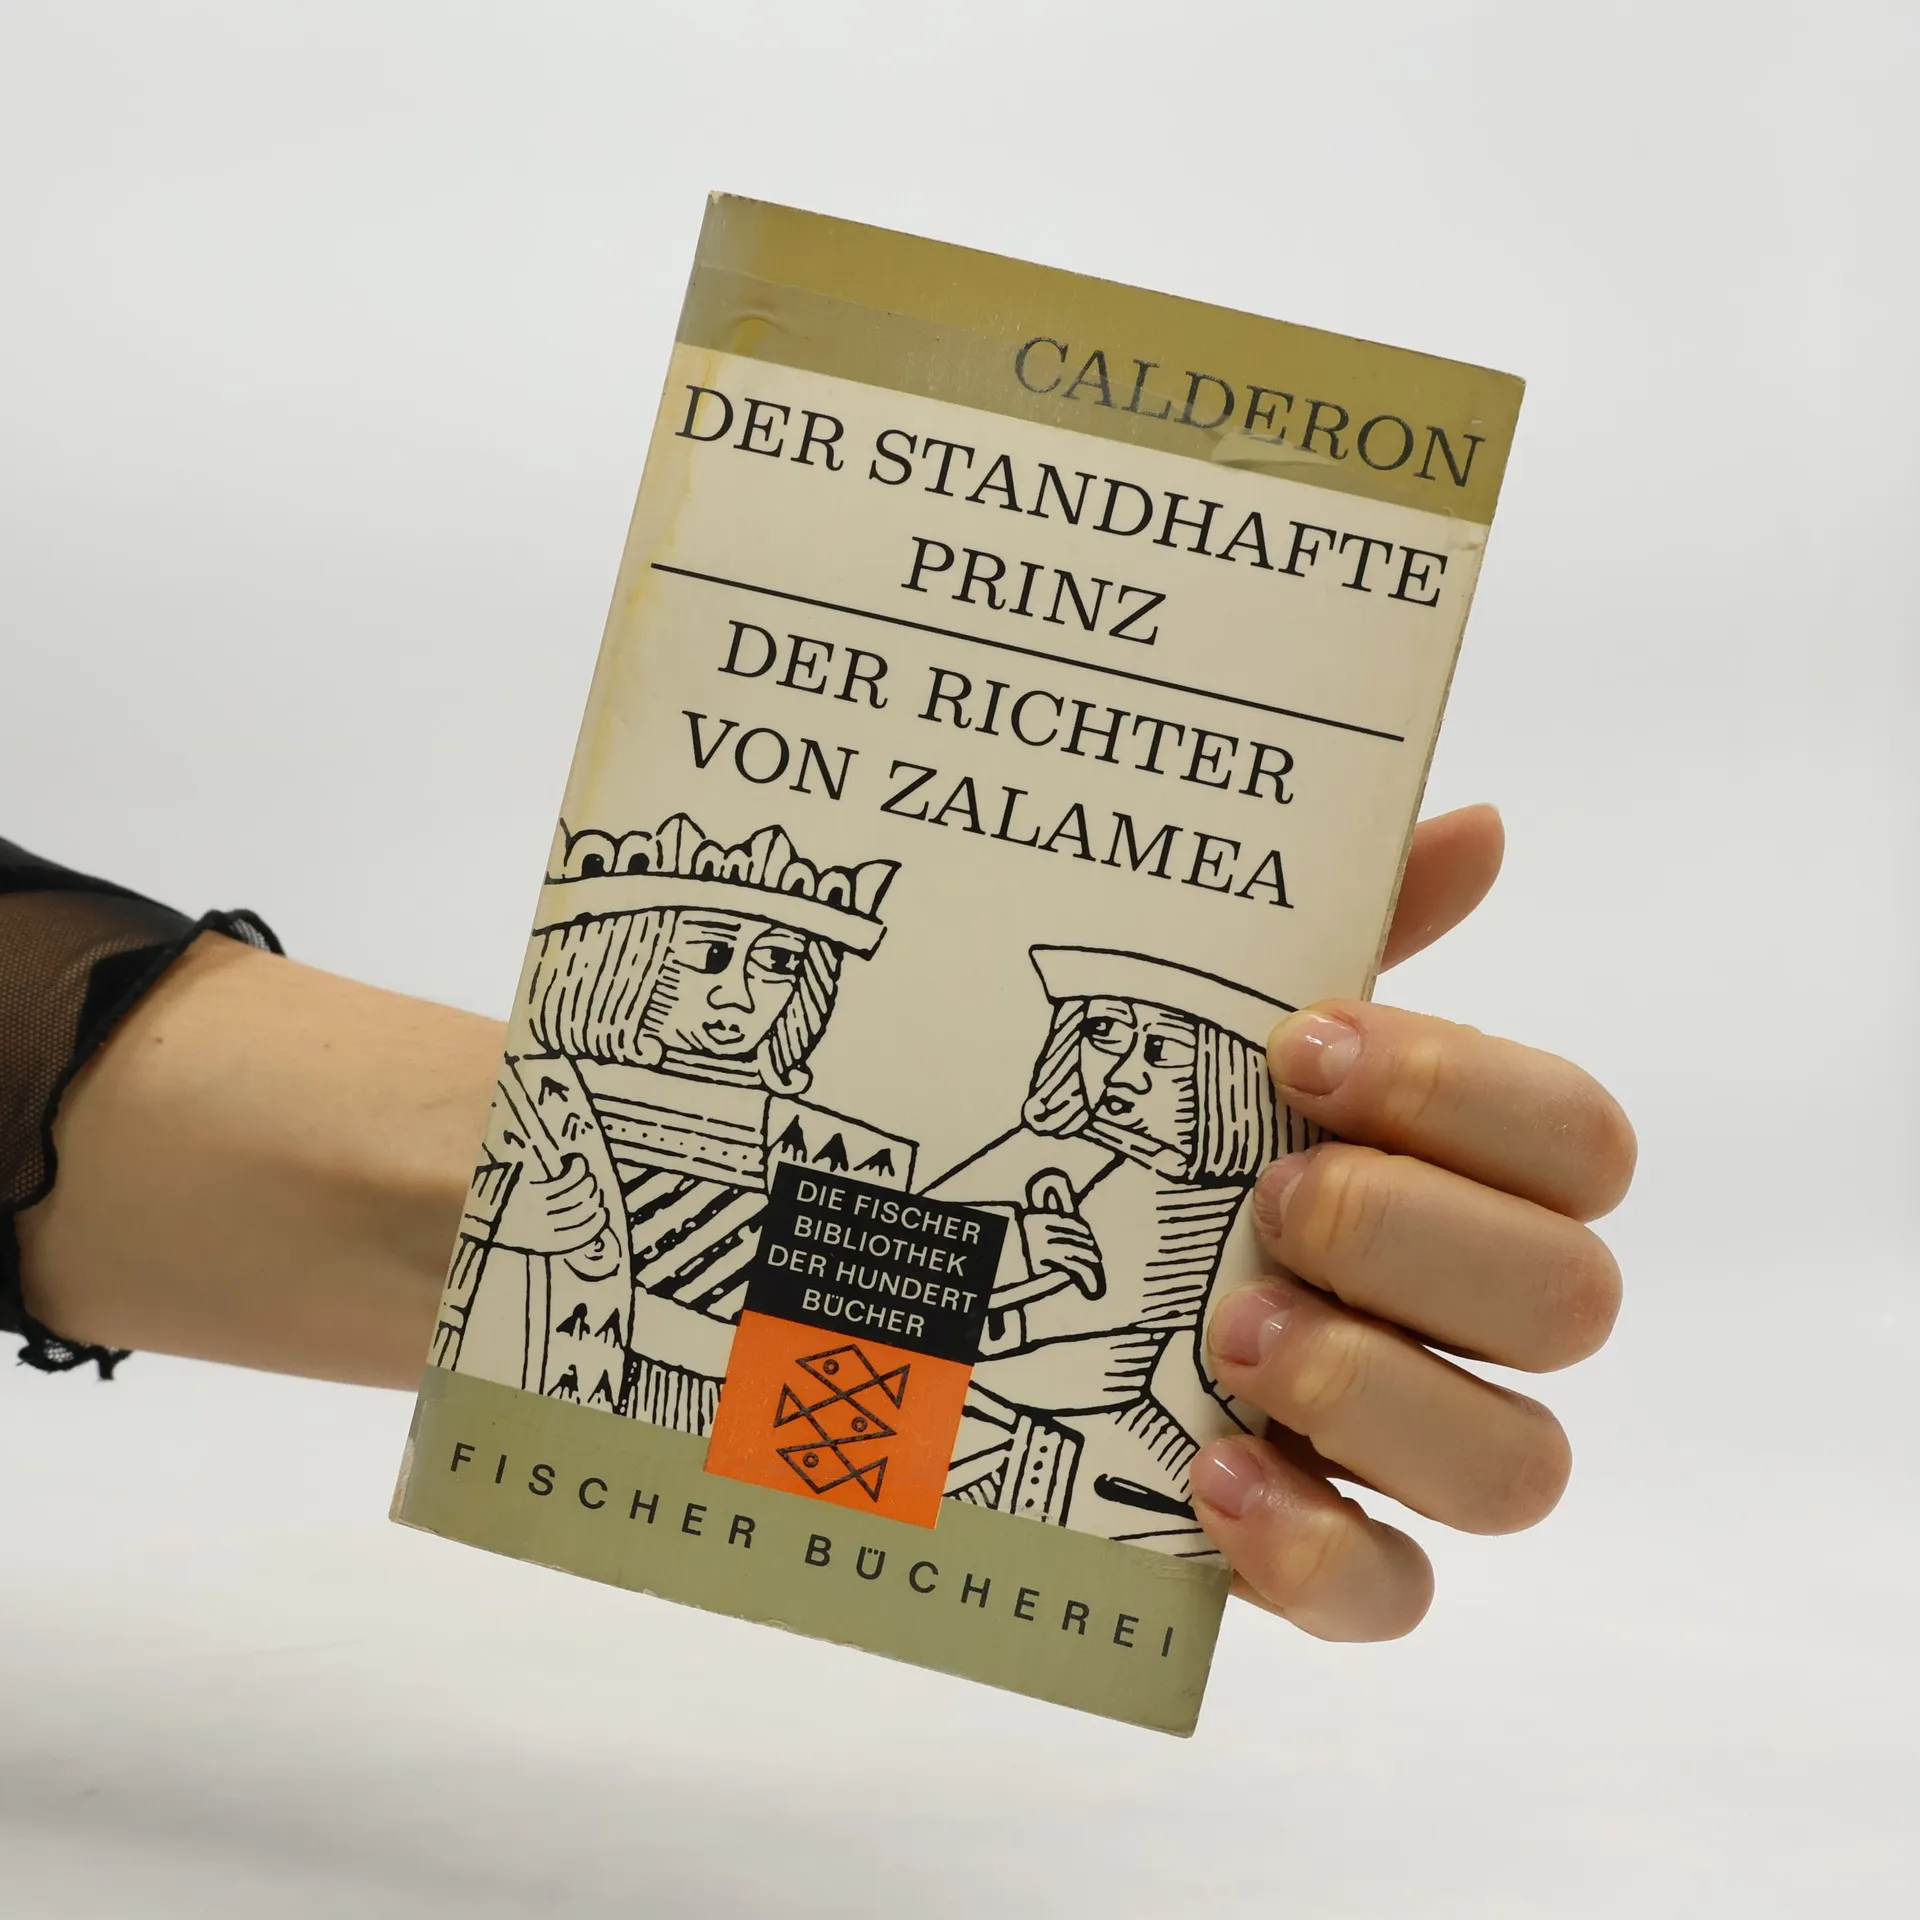 CALDERON
DER STANDHAFTE
PRINZ
DER RICHTER
VON ZALAMEA
DIE FISCHER
BIBLIOTHEK
DER HUNDERT
BÜCHER
FISCHER BÜCHEREI